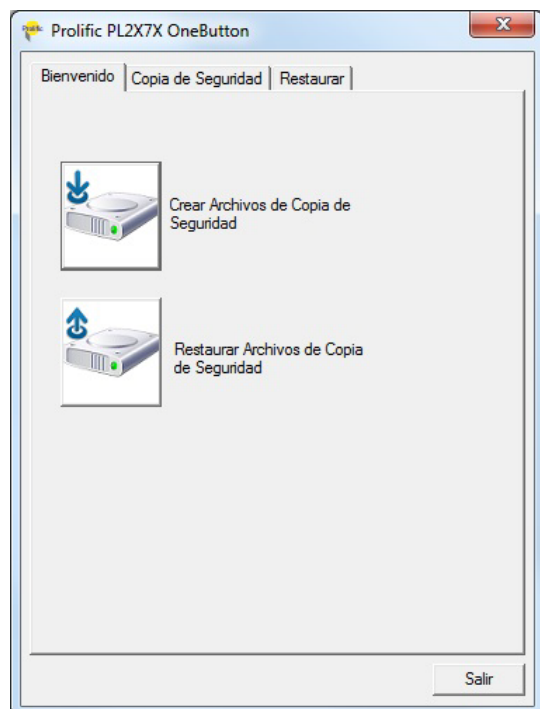 Prolific PL2X7X OneButton
Bienvenido
Copia de Seguridad
Restaurar
Crear Archivos de Copia de
Seguridad
Restaurar Archivos de Copia
de Seguridad
Salir